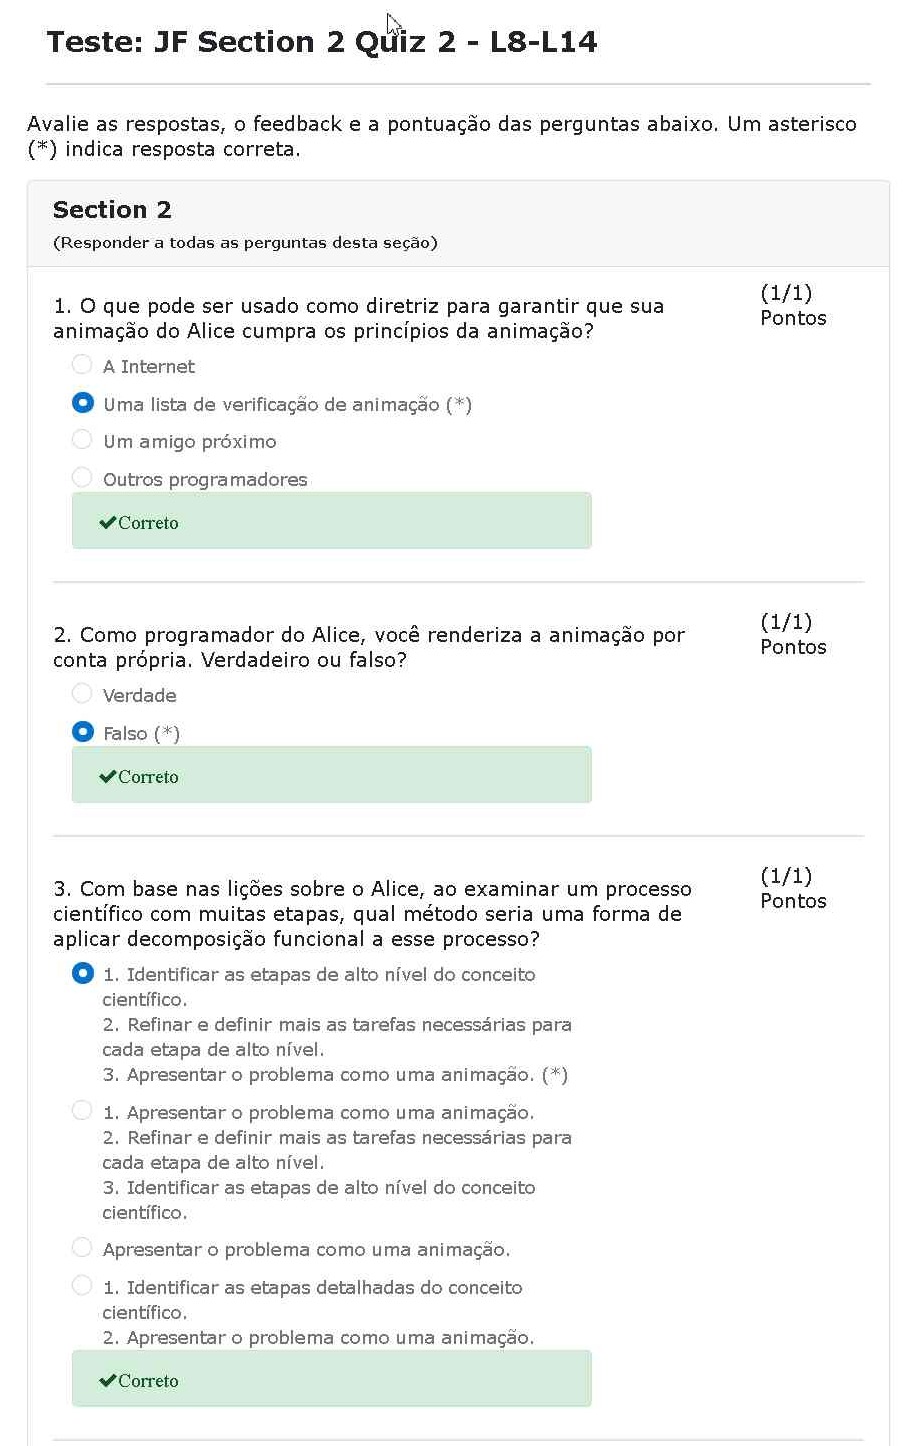 Teste: JF Section 2 Quiz 2 - L8-L14
Avalie as respostas, o feedback e a pontuação das perguntas abaixo. Um asterisco
(*) indica resposta correta.
Section 2
(Responder a todas as perguntas desta seção)
1. O que pode ser usado como diretriz para garantir que sua
animação do Alice cumpra os princípios da animação?
(1/1)
Pontos
A Internet
Uma lista de verificação de animação (*)
Um amigo próximo
Outros programadores
Correto
2. Como programador do Alice, você renderiza a animação por
conta própria. Verdadeiro ou falso?
(1/1)
Pontos
Verdade
Falso (*)
Correto
3. Com base nas lições sobre o Alice, ao examinar um processo
científico com muitas etapas, qual método seria uma forma de
aplicar decomposição funcional a esse processo?
(1/1)
Pontos
1. Identificar as etapas de alto nível do conceito
científico.
2. Refinar e definir mais as tarefas necessárias para
cada etapa de alto nível.
3. Apresentar o problema como uma animação. (*)
1. Apresentar o problema como uma animação.
2. Refinar e definir mais as tarefas necessárias para
cada etapa de alto nível.
3. Identificar as etapas de alto nível do conceito
científico.
Apresentar o problema como uma animação.
1. Identificar as etapas detalhadas do conceito
científico.
2. Apresentar o problema como uma animação.
Correto